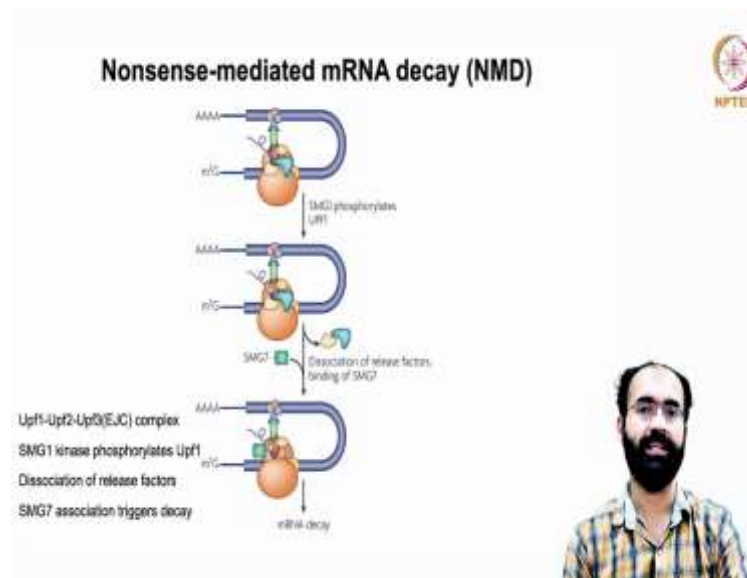 Nonsense-mediated mRNA decay (NMD)
NPTEL
AAAA
m⁷G
SMG1 phosphorylates
Upf1
AAAA
m⁷G
SMG7
Dissociation of release factors,
binding of SMG7
AAAA
m⁷G
mRNA decay
Upf1-Upf2-Upf3(EJC) complex
SMG1 kinase phosphorylates Upf1
Dissociation of release factors
SMG7 association triggers decay